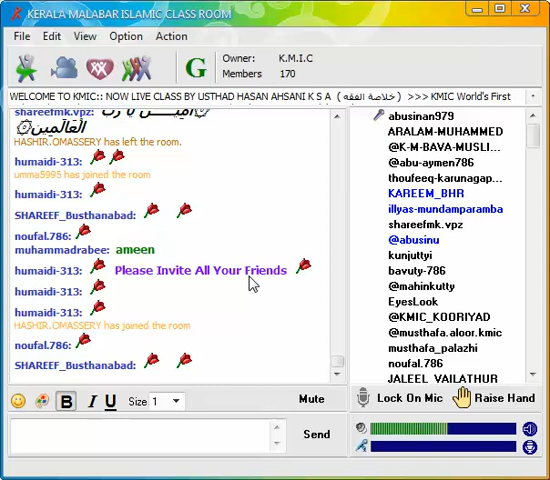 KERALA MALABAR ISLAMIC CLASS ROOM
File Edit View Option Action
G
Owner: K.M.I.C
Members 170
WELCOME TO KMIC:: NOW LIVE CLASS BY USTHAD HASAN AHSANI K S A ( خلاصة الفقه ) >>> KMIC World's First
shareefmk.vpz:
الْعَالَمِين
HASHIR.OMASSERY has left the room.
humaidi-313:
umma5995 has joined the room
humaidi-313:
SHAREEF_Busthanabad:
noufal.786:
muhammadrabee: ameen
humaidi-313: Please Invite All Your Friends
humaidi-313:
humaidi-313:
HASHIR.OMASSERY has joined the room
noufal.786:
SHAREEF_Busthanabad:
B I U Size 1 Mute
Send
abusinan979
ARALAM-MUHAMMED
@K-M-BAVA-MUSLI...
@abu-aymen786
thoufeeq-karunagap...
KAREEM_BHR
illyas-mundamparamba
shareefmk.vpz
@abusinu
kunjuttyi
bavuty-786
@mahinkutty
EyesLook
@KMIC_KOORIYAD
@musthafa.aloor.kmic
musthafa_palazhi
noufal.786
JALEEL_VAILATHUR
Lock On Mic Raise Hand